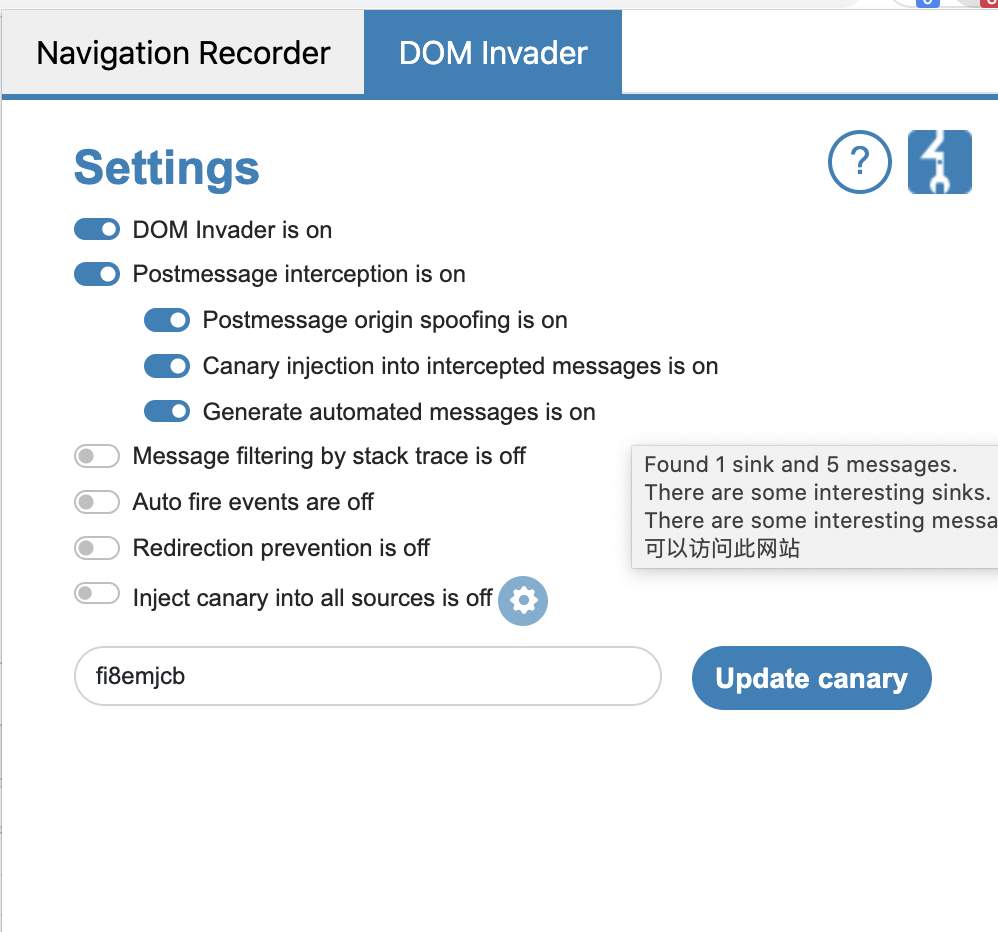 Navigation Recorder
DOM Invader
Settings
?
DOM Invader is on
Postmessage interception is on
Postmessage origin spoofing is on
Canary injection into intercepted messages is on
Generate automated messages is on
Message filtering by stack trace is off
Found 1 sink and 5 messages.
There are some interesting sinks.
There are some interesting messa
可以访问此网站
Auto fire events are off
Redirection prevention is off
Inject canary into all sources is off
fi8emjcb
Update canary